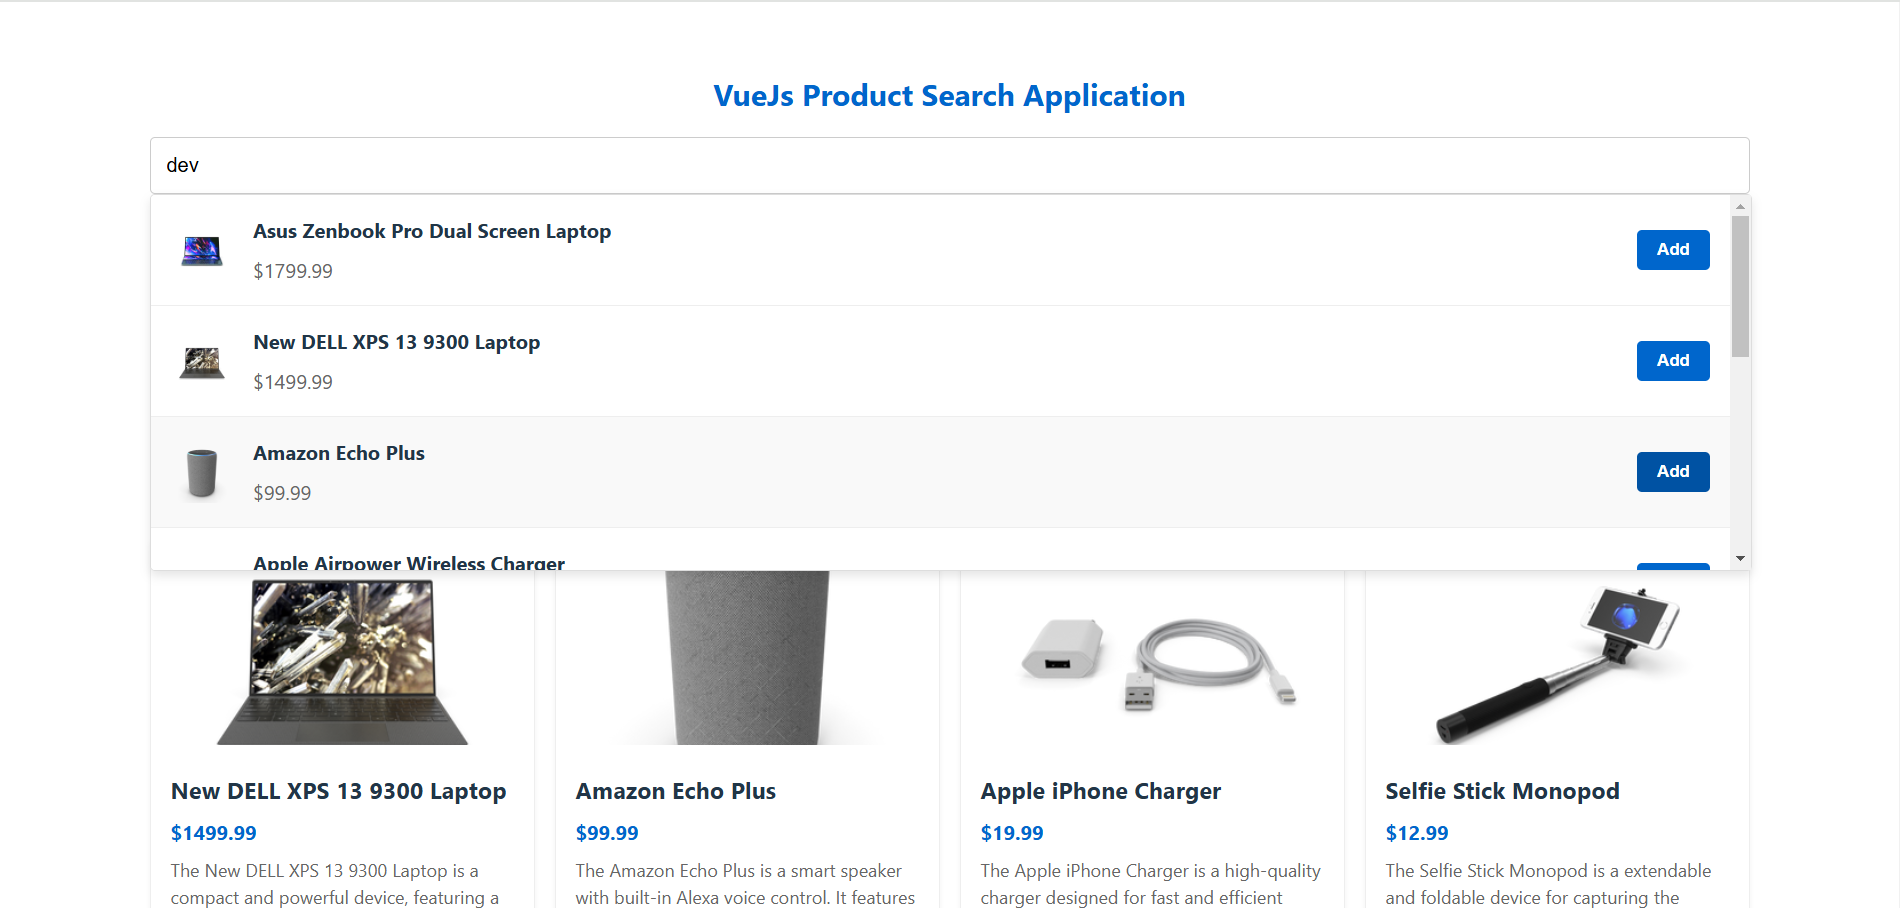 VueJs Product Search Application
dev
Asus Zenbook Pro Dual Screen Laptop
$1799.99
Add
New DELL XPS 13 9300 Laptop
$1499.99
Add
Amazon Echo Plus
$99.99
Add
Apple Airpower Wireless Charger
New DELL XPS 13 9300 Laptop
$1499.99
The New DELL XPS 13 9300 Laptop is a
compact and powerful device, featuring a
Amazon Echo Plus
$99.99
The Amazon Echo Plus is a smart speaker
with built-in Alexa voice control. It features
Apple iPhone Charger
$19.99
The Apple iPhone Charger is a high-quality
charger designed for fast and efficient
Selfie Stick Monopod
$12.99
The Selfie Stick Monopod is a extendable
and foldable device for capturing the